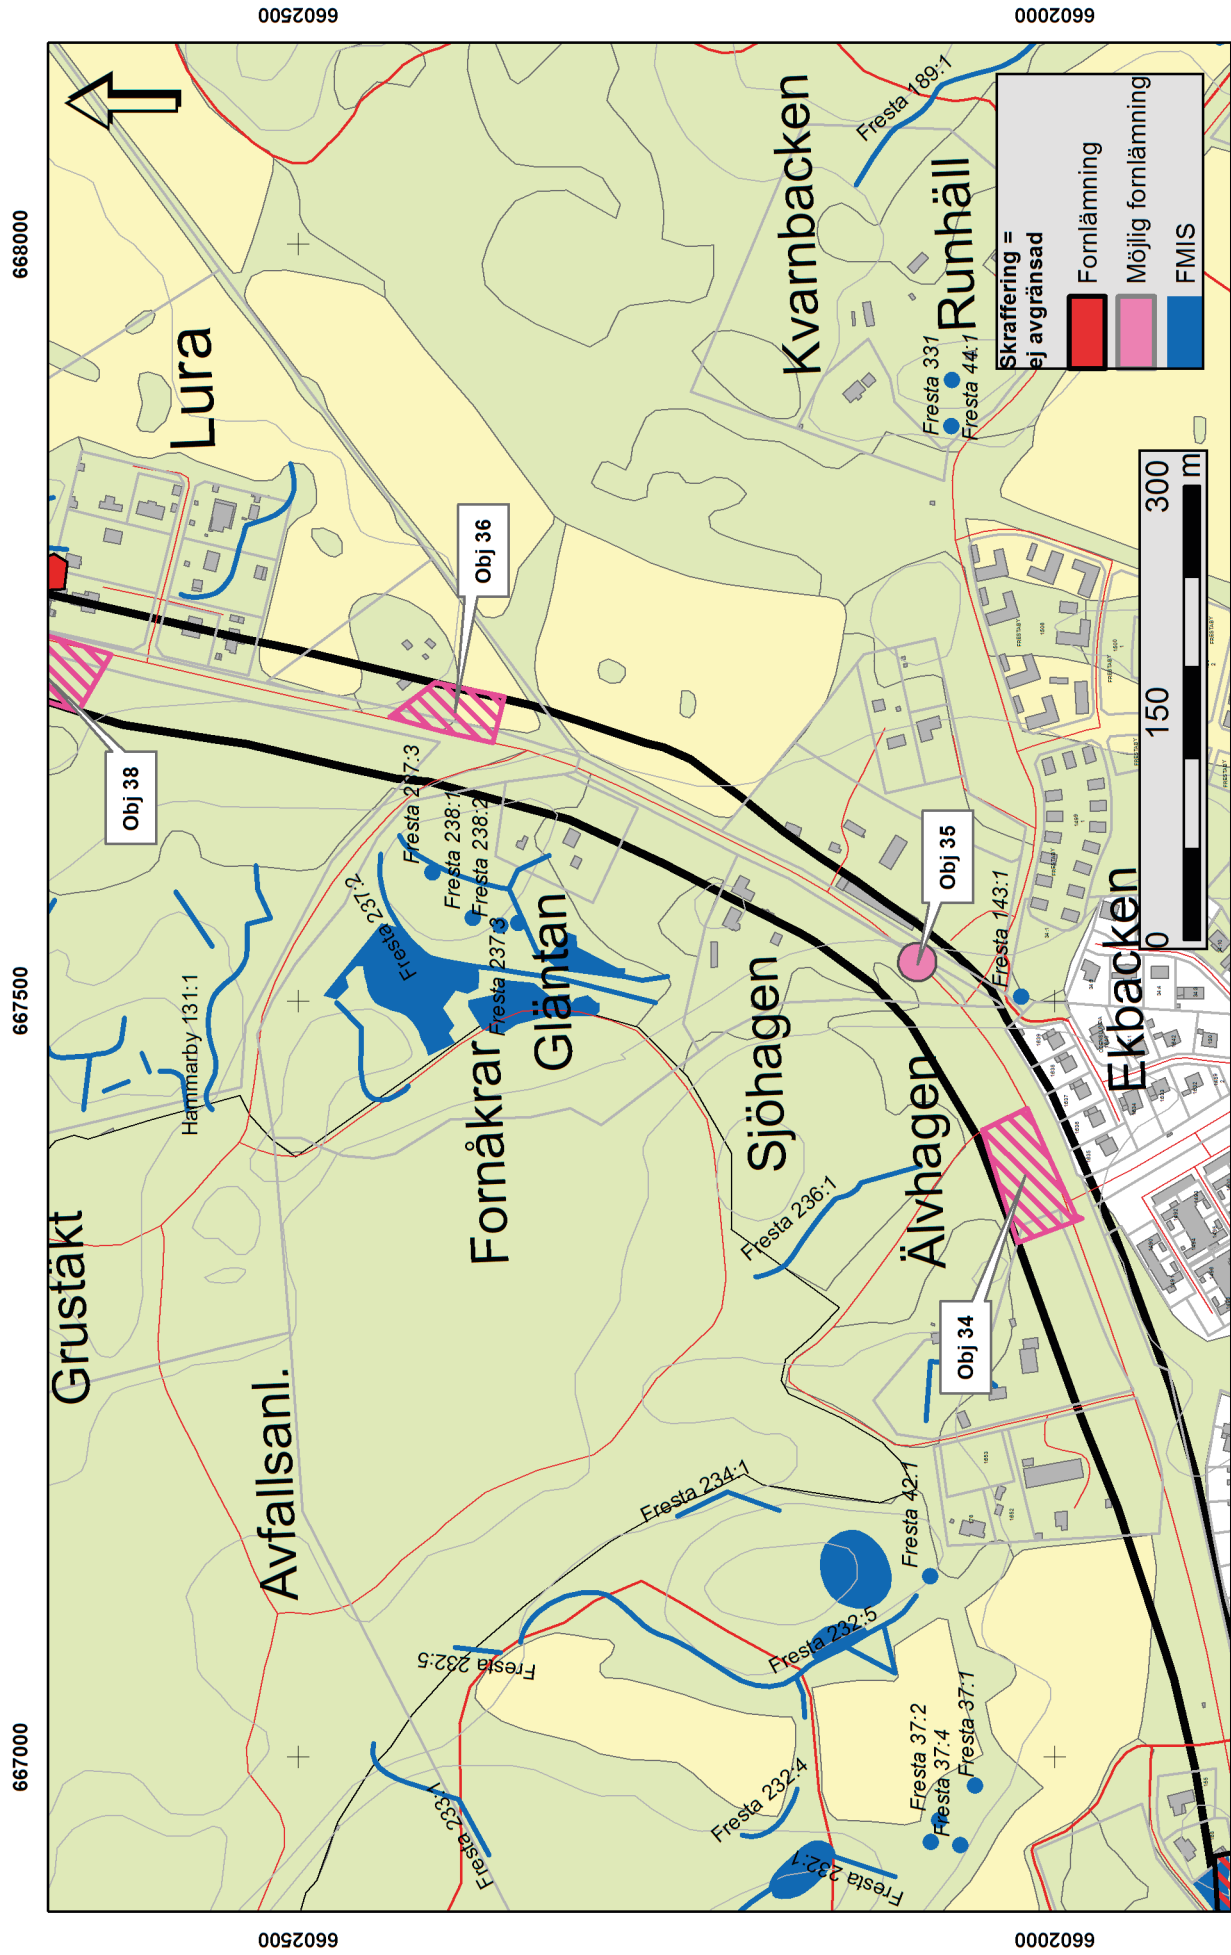 6602500
6602000
668000
667500
667000
6602500
6602000
Lura
Kvarnbacken
Runhäll
Fresta 189:1
Fresta 331
Fresta 44:1
Skraffering =
ej avgränsad
Fornlämning
Möjlig fornlämning
FMIS
0 150 300
m
Obj 36
Obj 38
Obj 35
Obj 34
Fresta 237:3
Fresta 238:1
Fresta 238:2
Fresta 237:2
Fresta 237:3
Gläntan
Fornåkrar
Hammarby 131:1
Grustäkt
Avfallsanl.
Sjöhagen
Älvhagen
Ekbacken
Fresta 143:1
Fresta 236:1
Fresta 234:1
Fresta 42:1
Fresta 232:5
Fresta 232:5
Fresta 233:1
Fresta 232:4
Fresta 232:1
Fresta 37:2
Fresta 37:4
Fresta 37:1